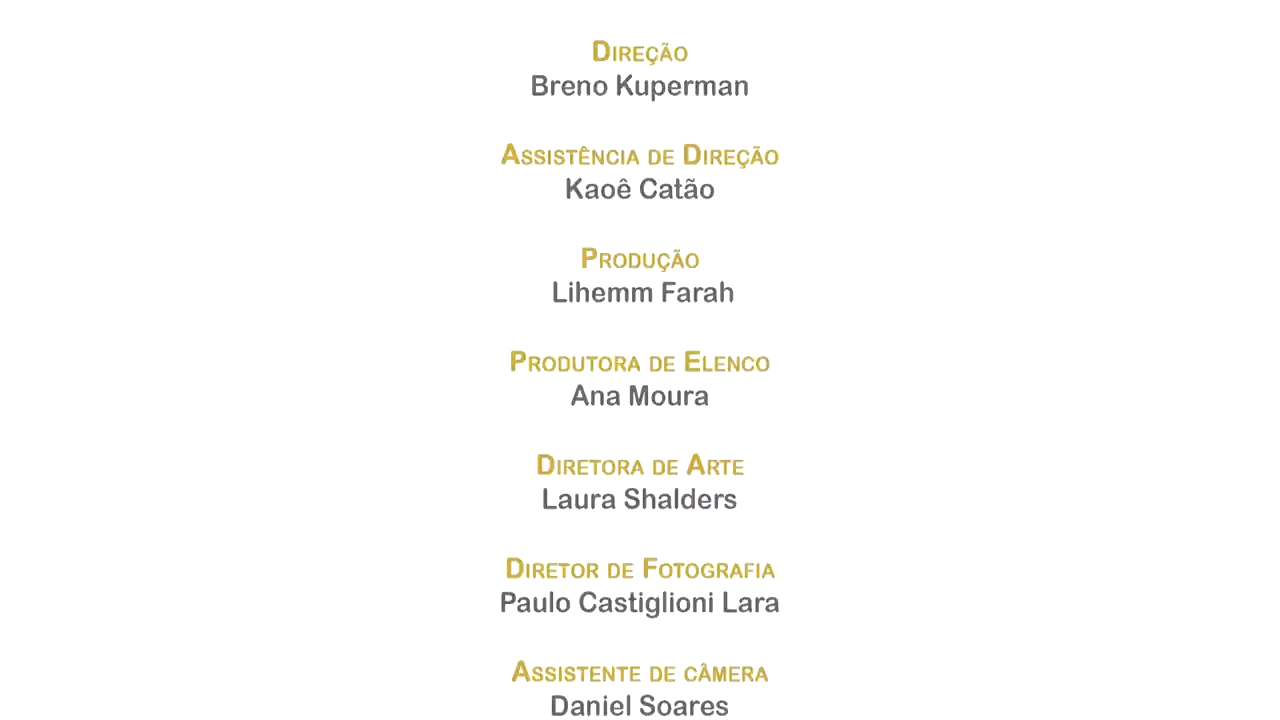 Direção
Breno Kuperman
Assistência de Direção
Kaoê Catão
Produção
Lihemm Farah
Produtora de Elenco
Ana Moura
Diretora de Arte
Laura Shalders
Diretor de Fotografia
Paulo Castiglioni Lara
Assistente de câmera
Daniel Soares